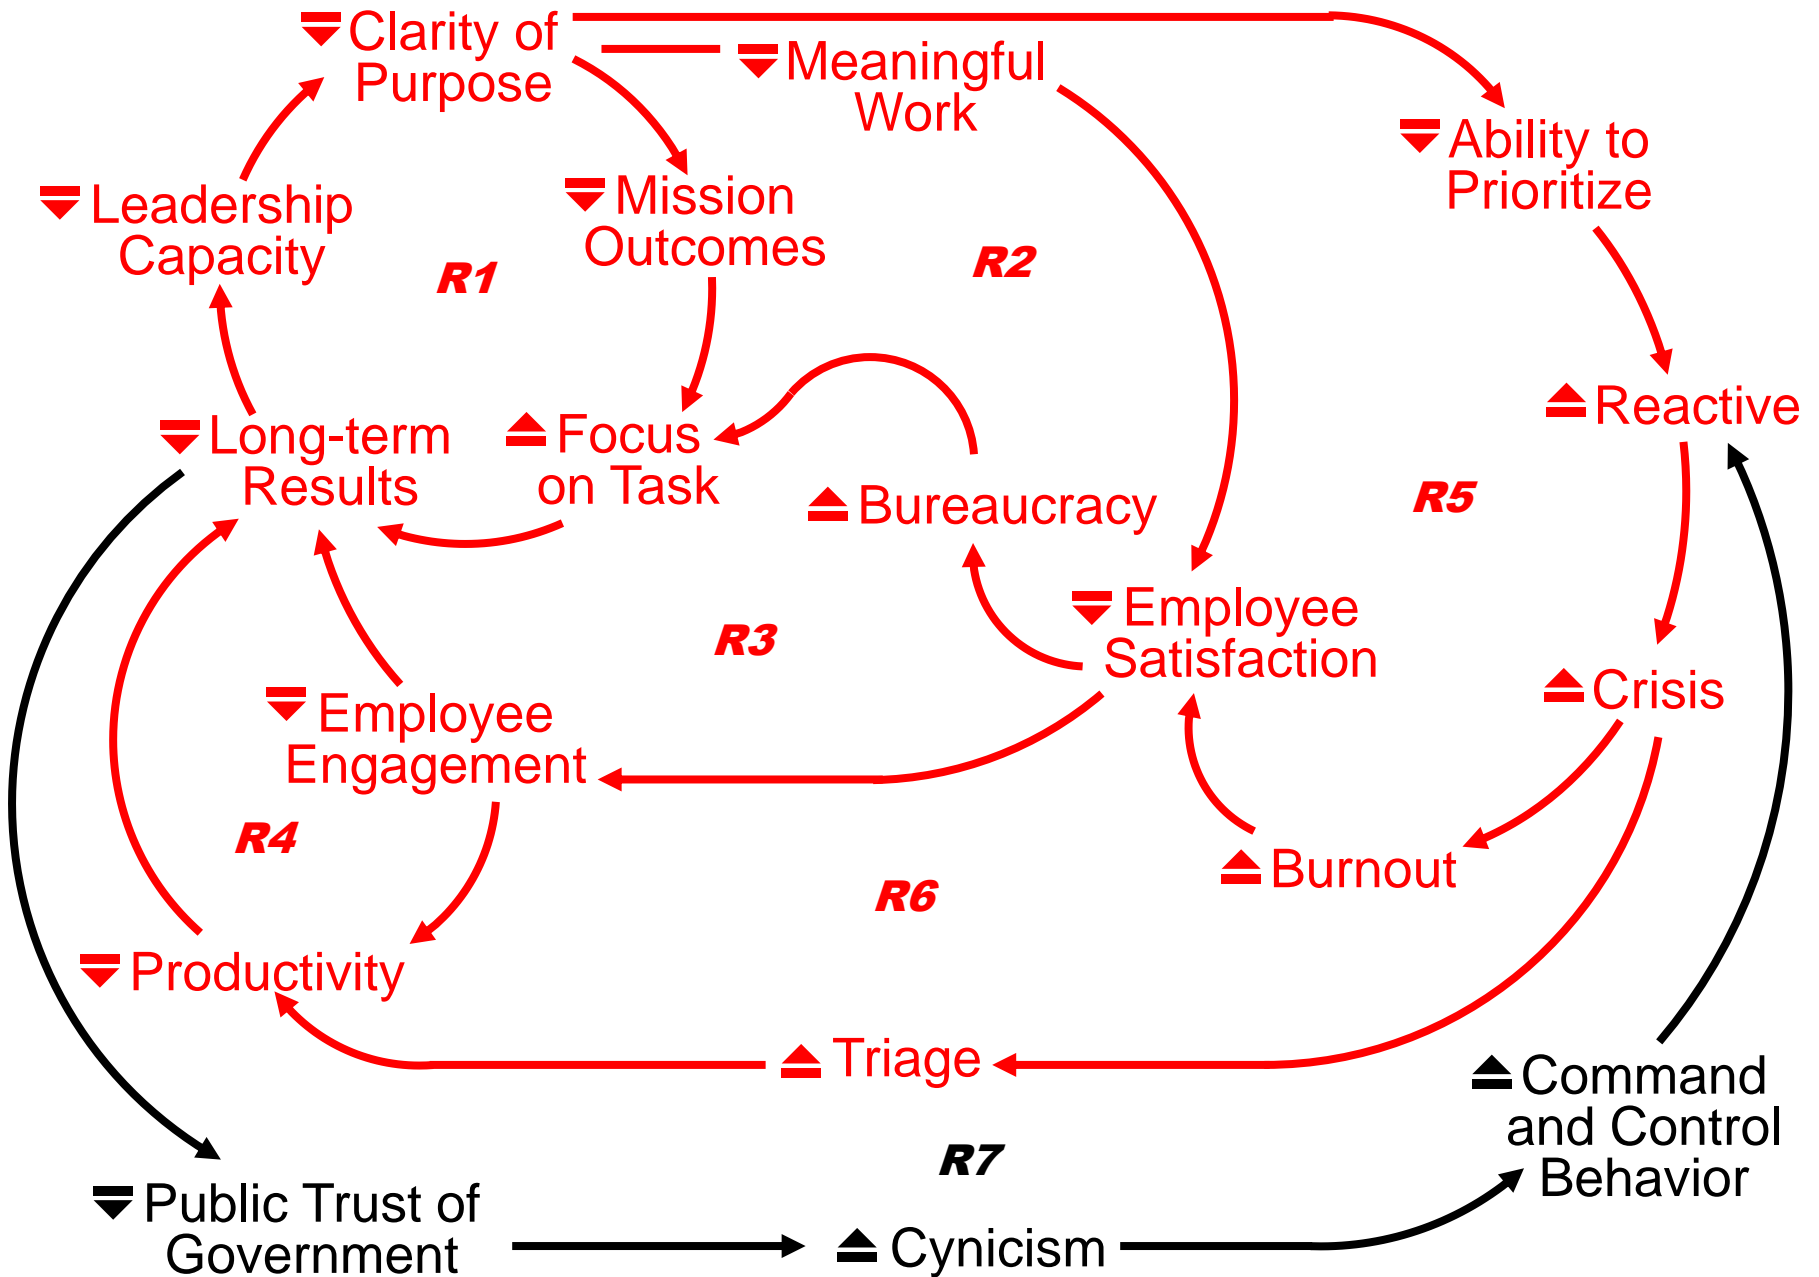 Clarity of
Purpose
Meaningful
Work
Ability to
Prioritize
Leadership
Capacity
Mission
Outcomes
R1
R2
Reactive
Long-term
Results
Focus
on Task
Bureaucracy
R5
Employee
Satisfaction
R3
Crisis
Employee
Engagement
R4
Burnout
R6
Productivity
Triage
Command
and Control
Behavior
R7
Public Trust of
Government
Cynicism